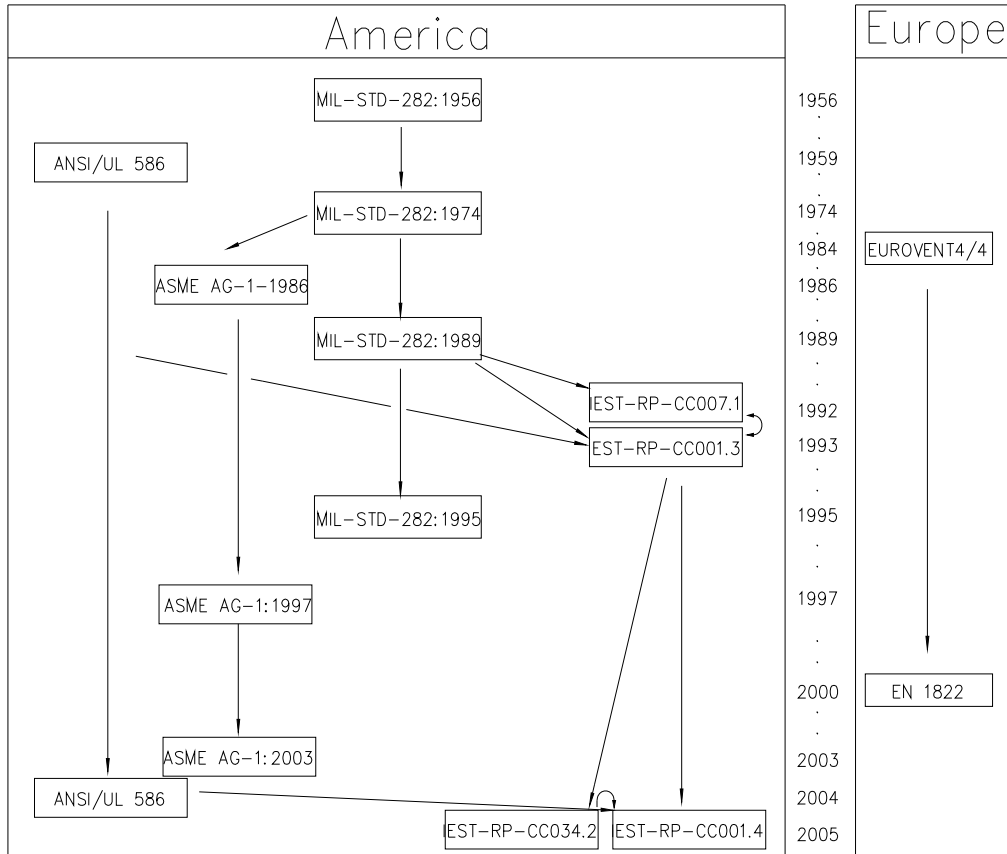 America
Europe
MIL-STD-282:1956
1956
ANSI/UL 586
1959
MIL-STD-282:1974
1974
1984
EUROVENT4/4
ASME AG-1-1986
1986
MIL-STD-282:1989
1989
IEST-RP-CC007.1
1992
EST-RP-CC001.3
1993
MIL-STD-282:1995
1995
ASME AG-1:1997
1997
2000
EN 1822
ASME AG-1:2003
2003
ANSI/UL 586
2004
IEST-RP-CC034.2
IEST-RP-CC001.4
2005